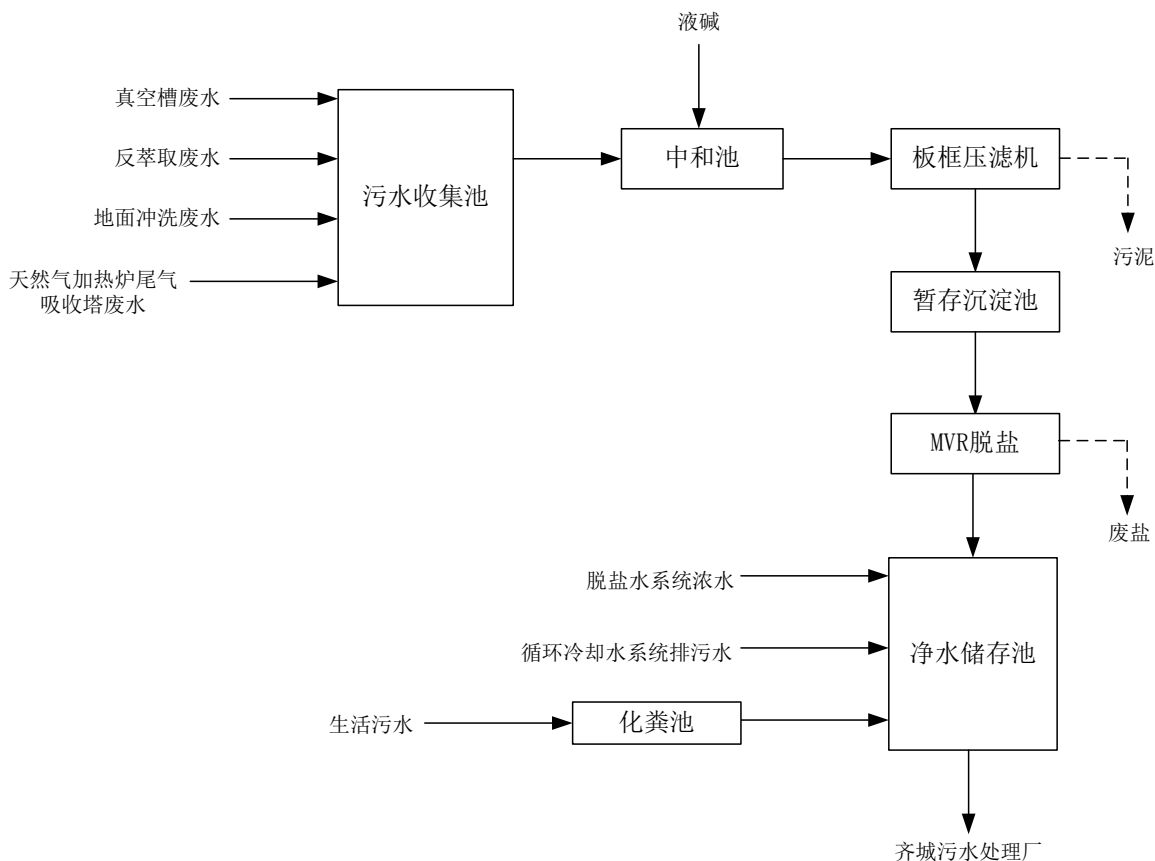 液碱
真空槽废水
反萃取废水
地面冲洗废水
天然气加热炉尾气
吸收塔废水
污水收集池
中和池
板框压滤机
污泥
暂存沉淀池
MVR脱盐
废盐
脱盐水系统浓水
循环冷却水系统排污水
生活污水
化粪池
净水储存池
齐城污水处理厂